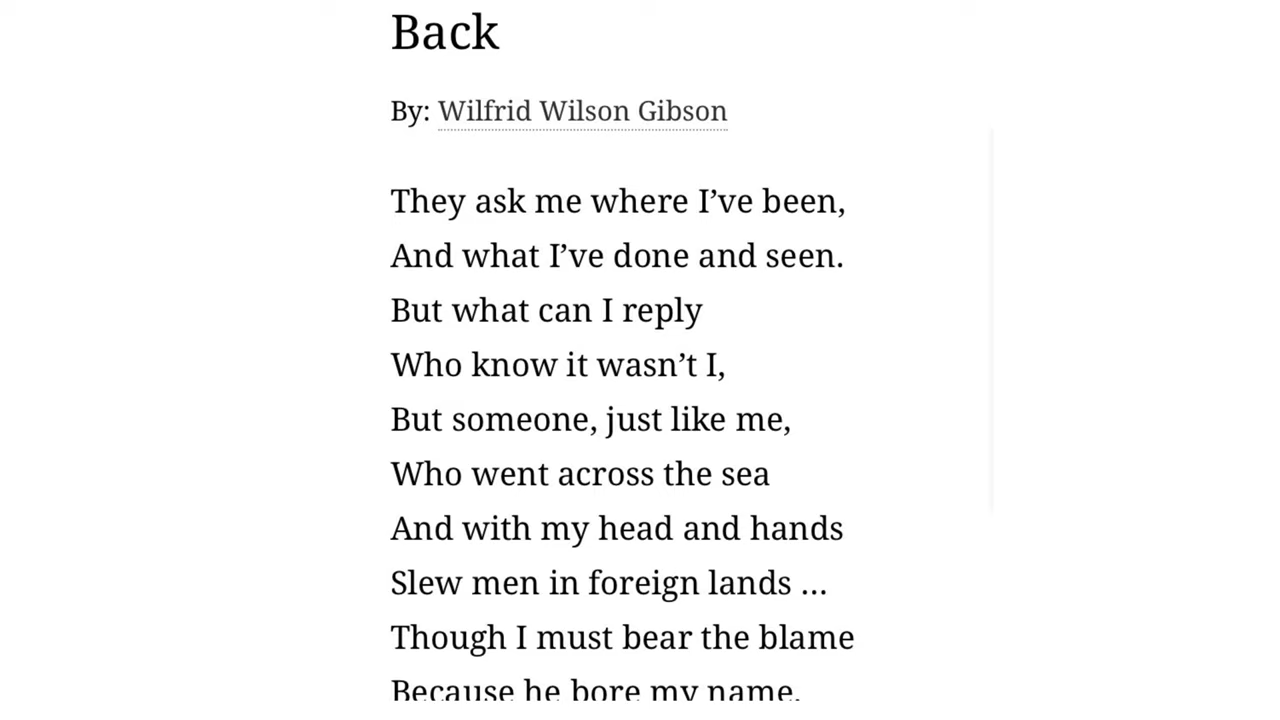 Back
By: Wilfrid Wilson Gibson
They ask me where I’ve been,
And what I’ve done and seen.
But what can I reply
Who know it wasn’t I,
But someone, just like me,
Who went across the sea
And with my head and hands
Slew men in foreign lands …
Though I must bear the blame
Because he bore my name.